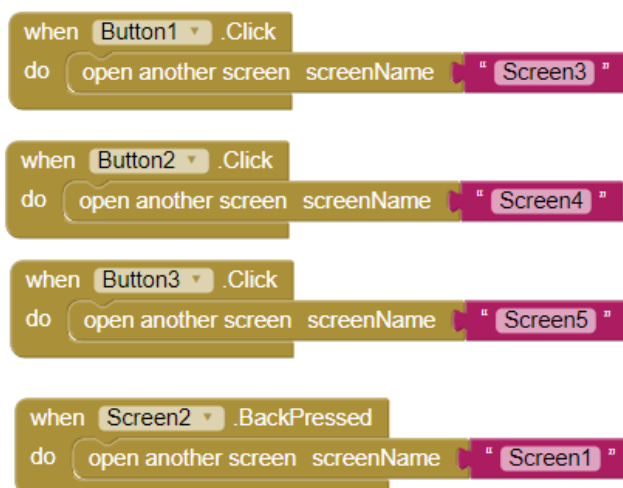 when Button1 .Click
do open another screen screenName " Screen3 "
when Button2 .Click
do open another screen screenName " Screen4 "
when Button3 .Click
do open another screen screenName " Screen5 "
when Screen2 .BackPressed
do open another screen screenName " Screen1 "